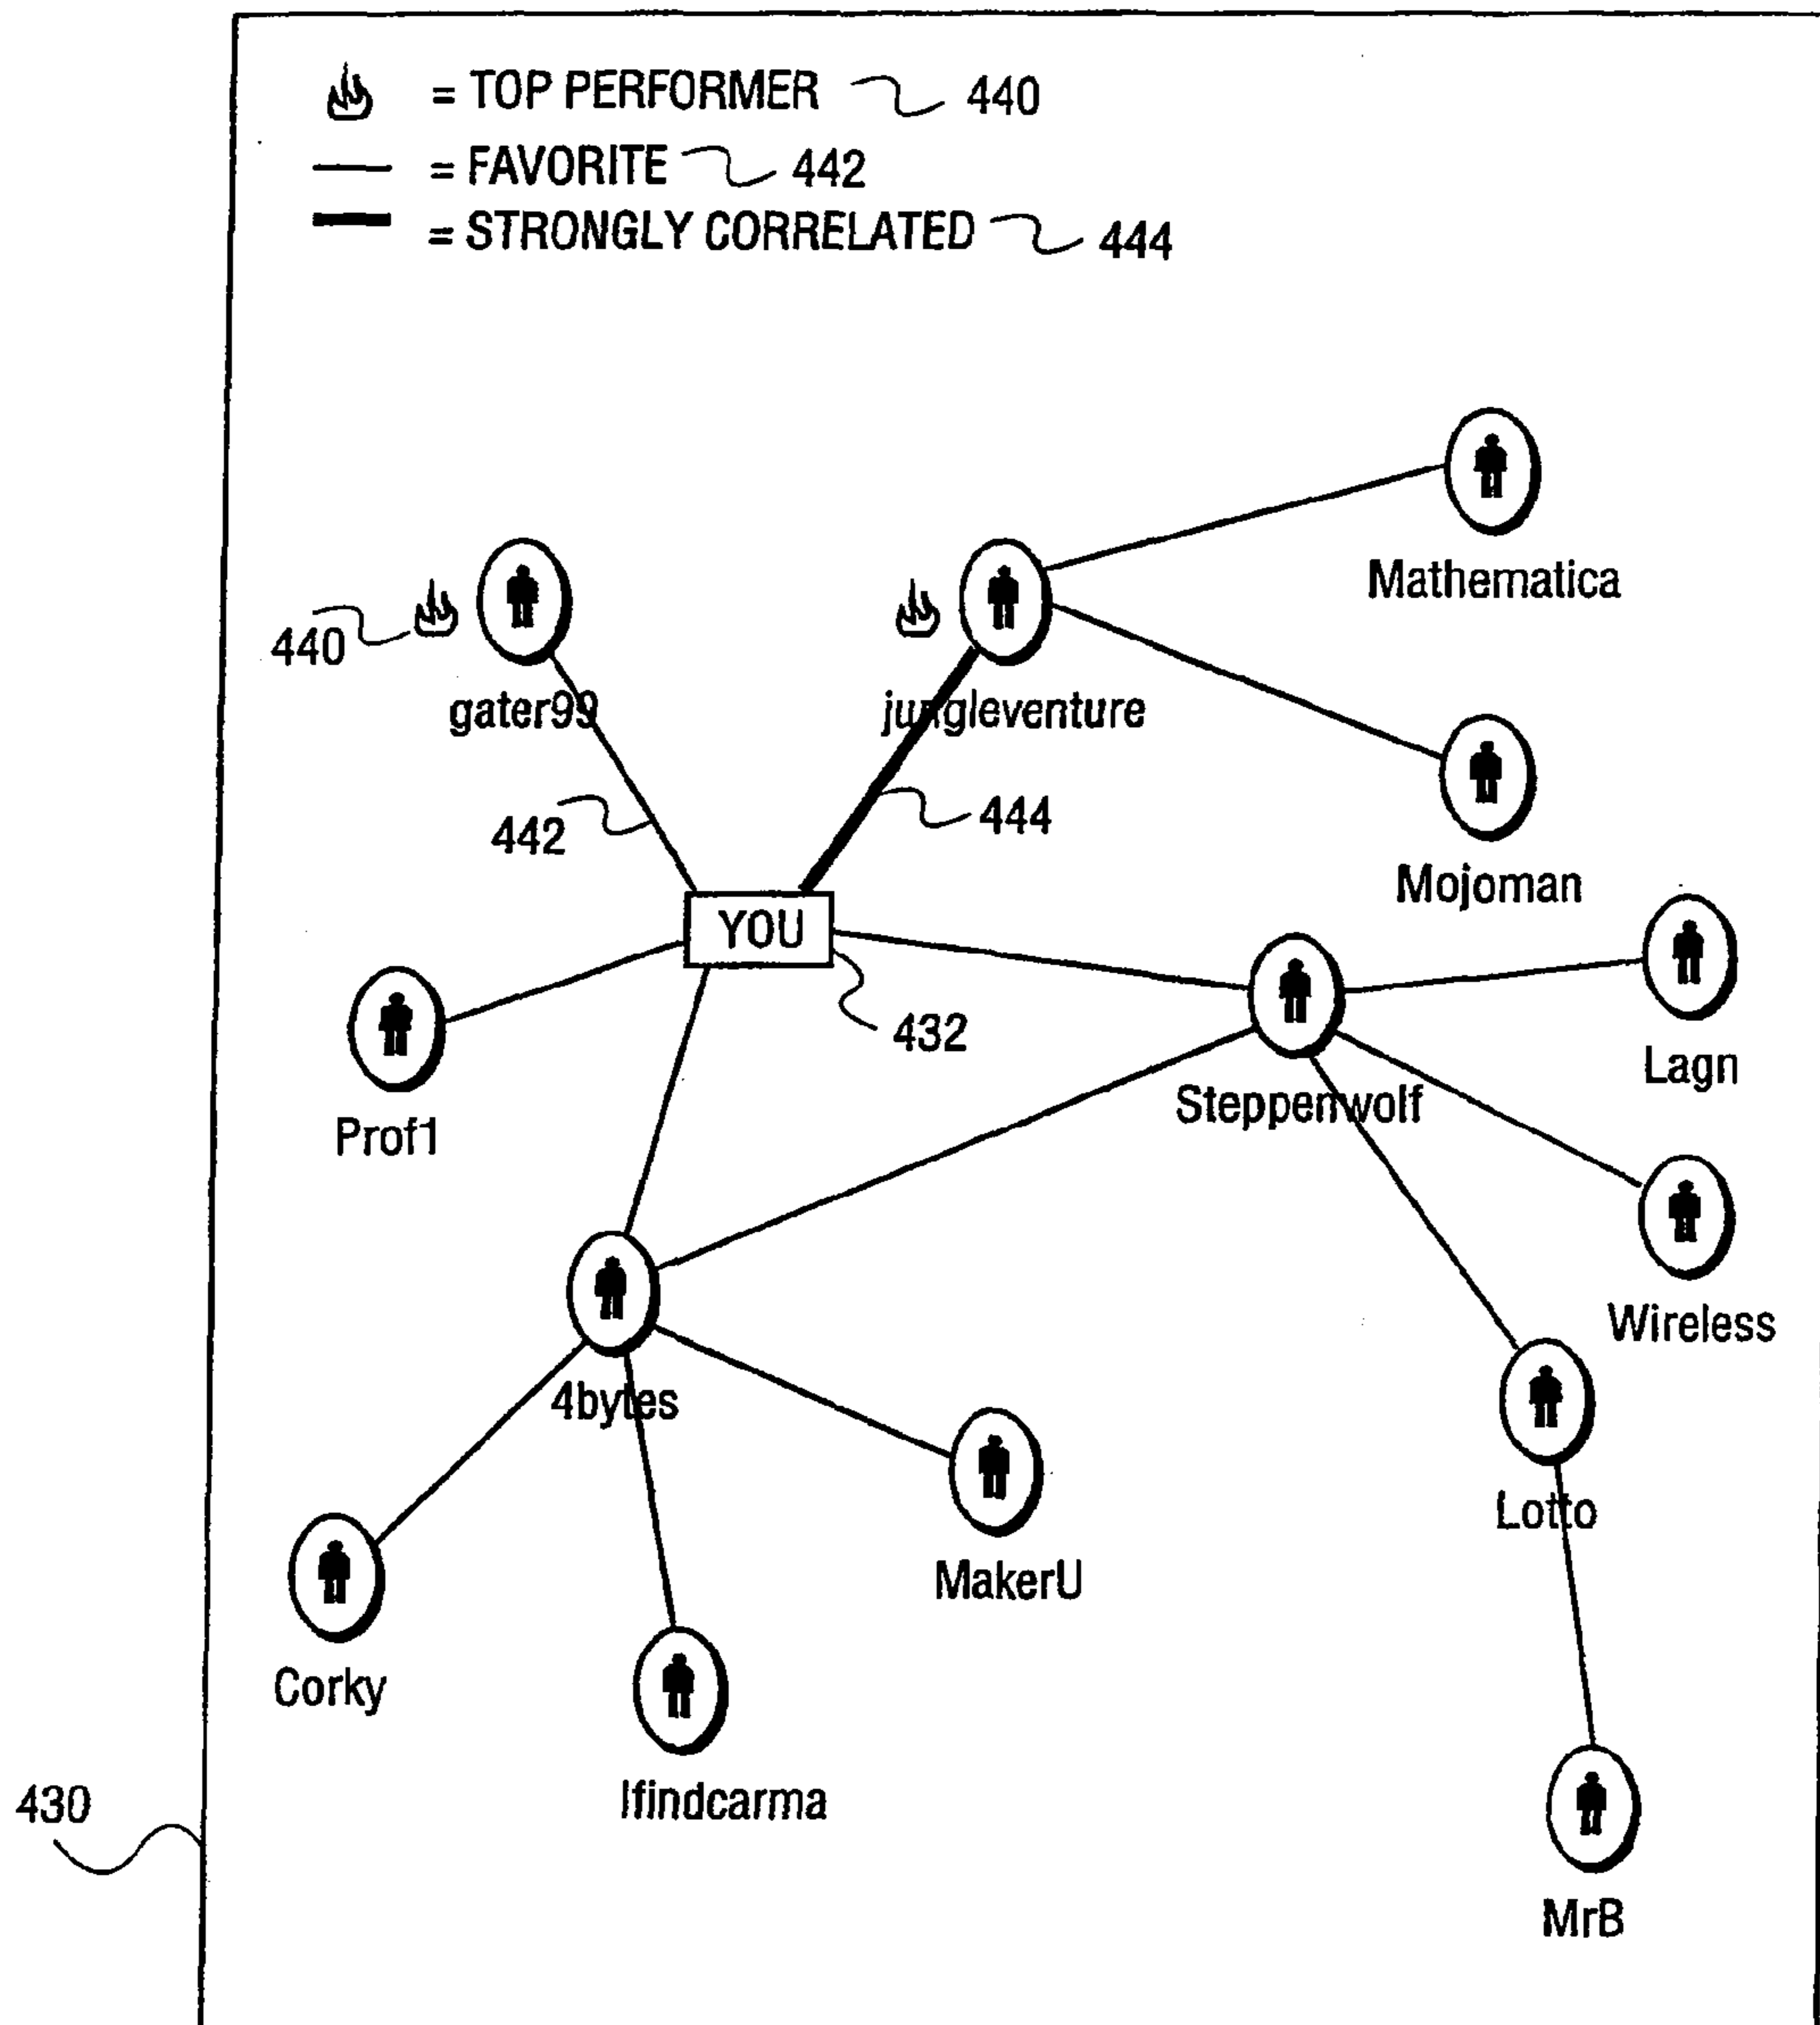 = TOP PERFORMER 440
= FAVORITE 442
= STRONGLY CORRELATED 444
Mathematica
440
gater99
jungleventure
442
444
Mojoman
YOU
432
Prof1
Steppenwolf
Lagn
Wireless
4bytes
Lotto
MakerU
Corky
Ifindcarma
430
MrB